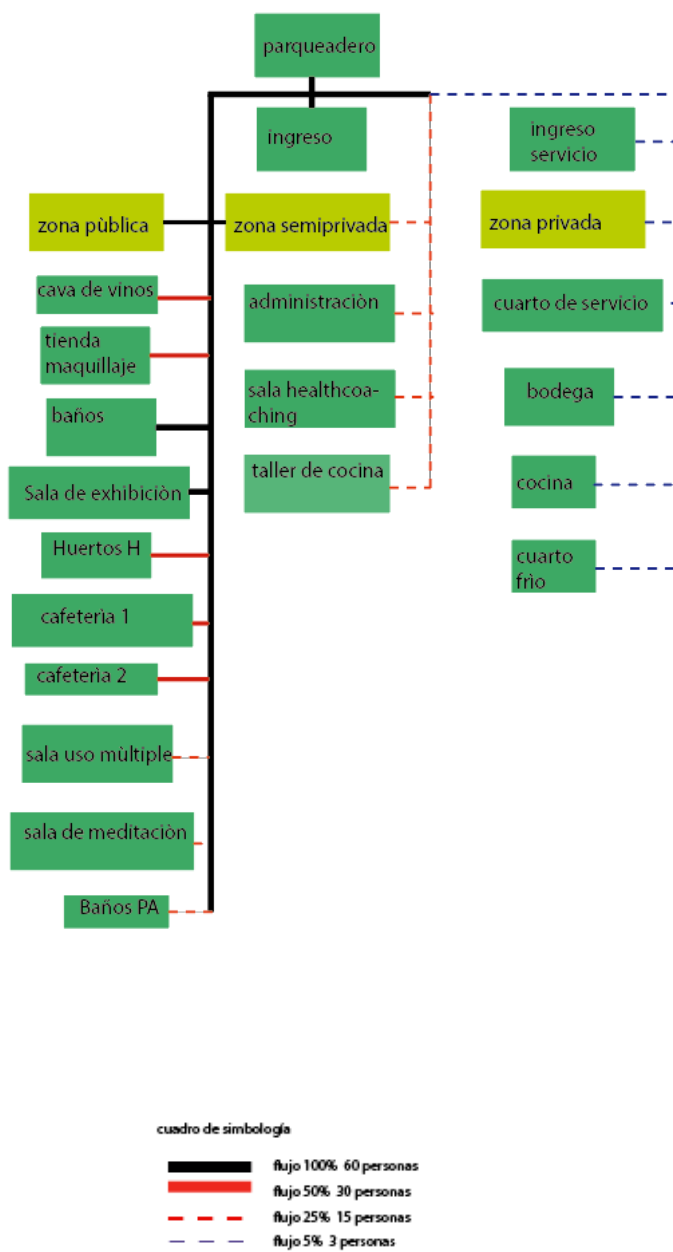 parqueadero
ingreso
ingreso
servicio
zona pùblica
zona semiprivada
zona privada
cava de vinos
administraciòn
cuarto de servicio
tienda
maquillaje
sala healthcoa-
ching
bodega
baños
taller de cocina
cocina
Sala de exhibiciòn
Huertos H
cuarto
frìo
cafeterìa 1
cafeterìa 2
sala uso mùltiple
sala de meditaciòn
Baños PA
cuadro de simbología
flujo 100% 60 personas
flujo 50% 30 personas
flujo 25% 15 personas
flujo 5% 3 personas